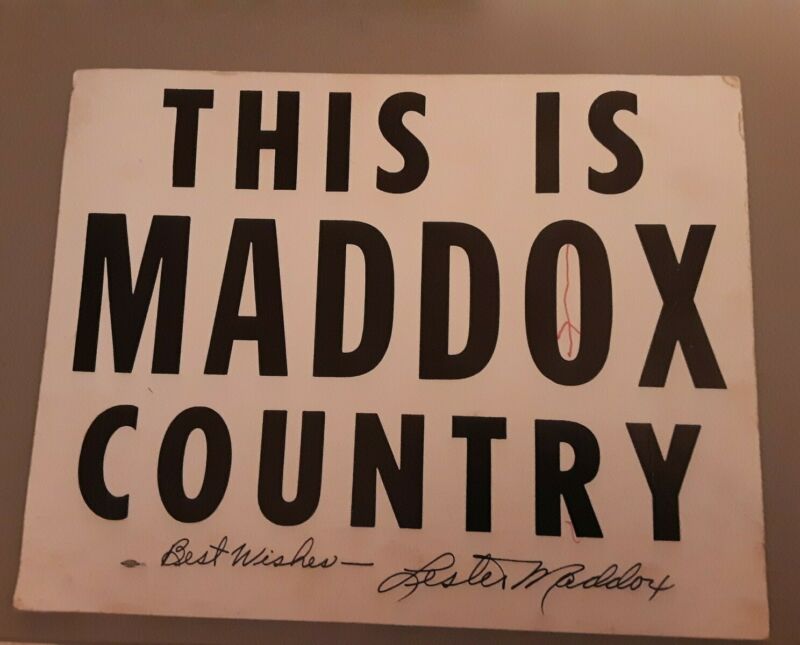 THIS IS
MADDOX
COUNTRY
Best Wishes— Lester Maddox